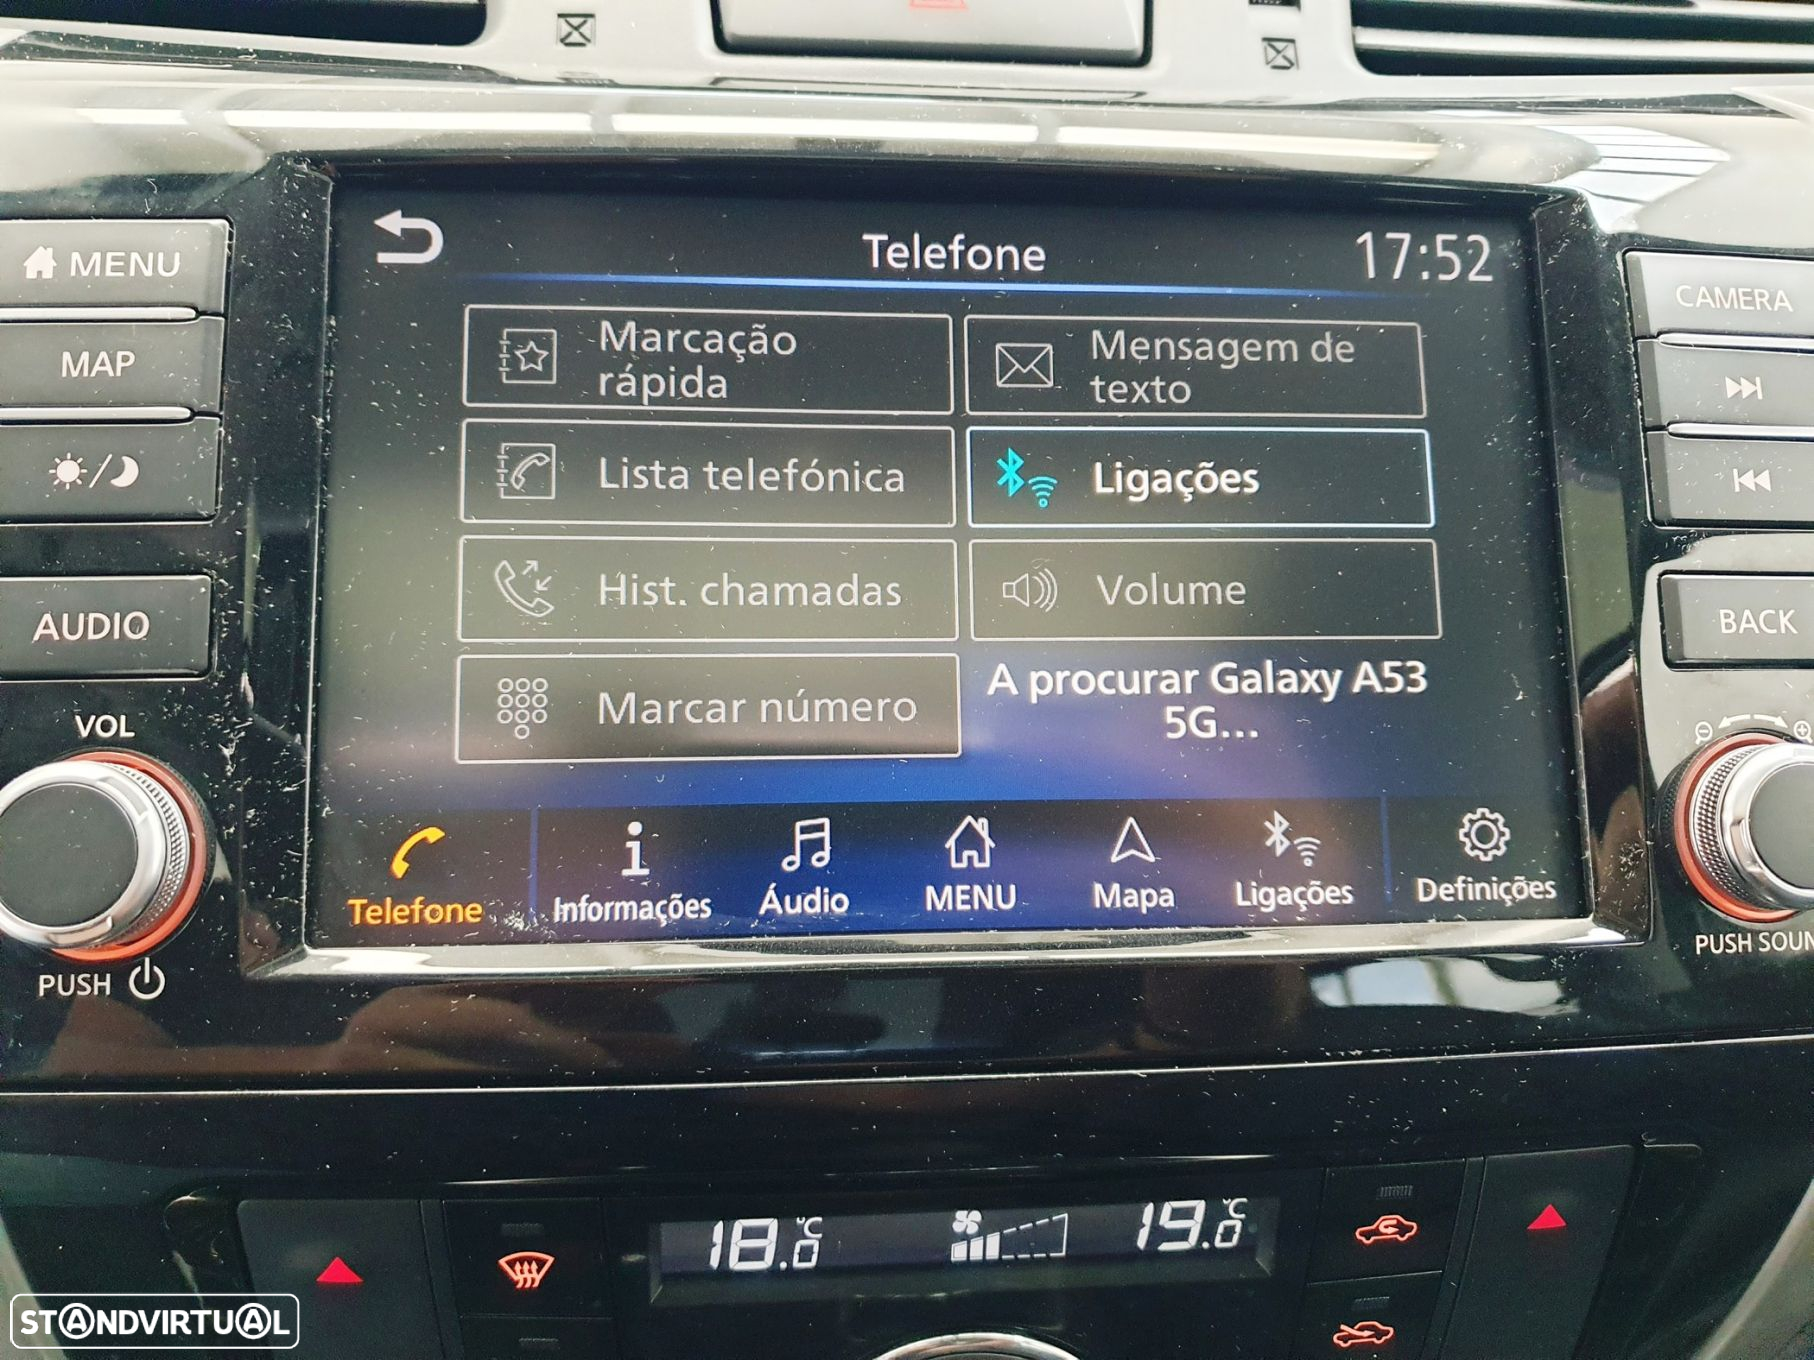 Telefone
17:52
MENU
MAP
AUDIO
VOL
PUSH
Marcação
rápida
Mensagem de
texto
Lista telefónica
Ligações
Hist. chamadas
Volume
Marcar número
A procurar Galaxy A53
5G...
Telefone
Informações
Áudio
MENU
Mapa
Ligações
Definições
CAMERA
BACK
PUSH SOUN
18.0°C
19.0°C
STANDVIRTUAL